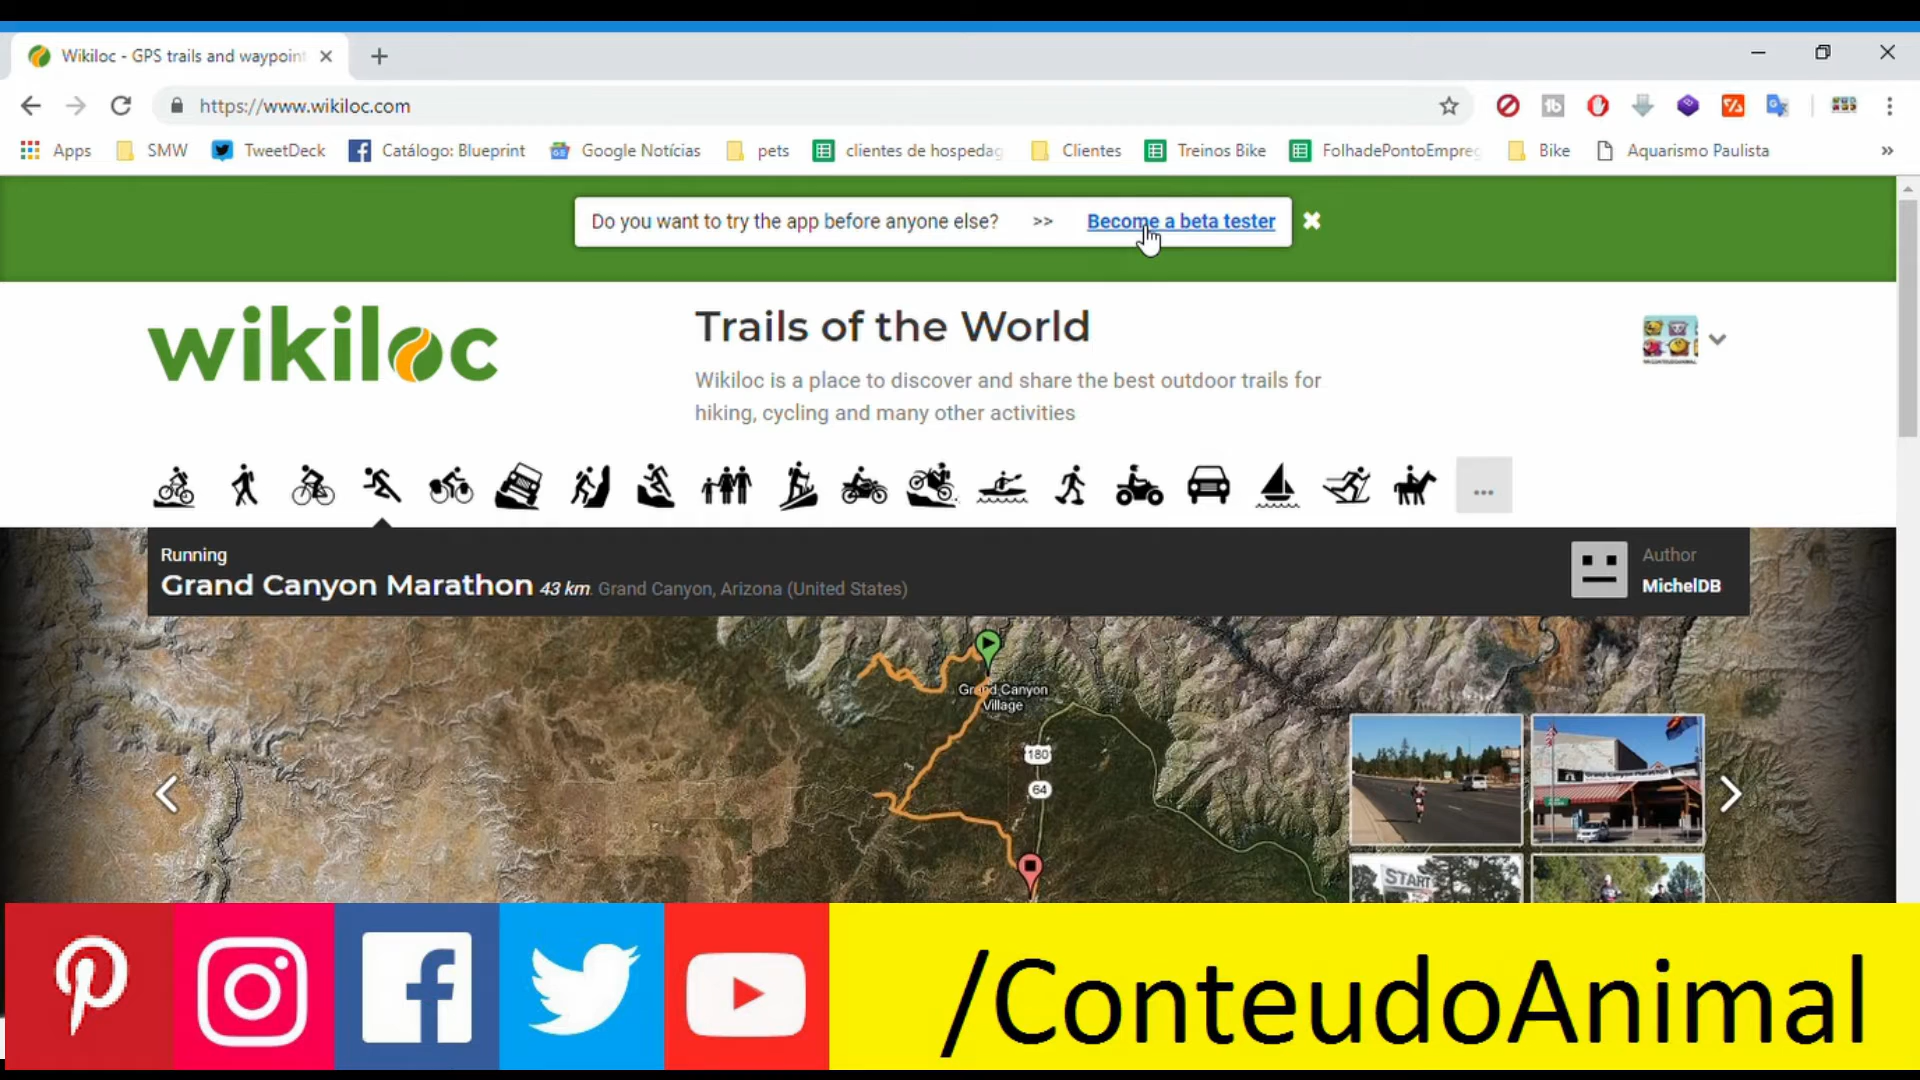 Wikiloc - GPS trails and waypoint
https://www.wikiloc.com
Apps SMW TweetDeck Catálogo: Blueprint Google Notícias pets clientes de hospedag Clientes Treinos Bike FolhadePontoEmpreg Bike Aquarismo Paulista »
Do you want to try the app before anyone else? >> Become a beta tester
wikiloc
Trails of the World
Wikiloc is a place to discover and share the best outdoor trails for
hiking, cycling and many other activities
...
Running
Grand Canyon Marathon 43 km. Grand Canyon, Arizona (United States)
Author
MichelDB
Grand Canyon
Village
180
64
Grand Canyon Marathon
START
/ConteudoAnimal